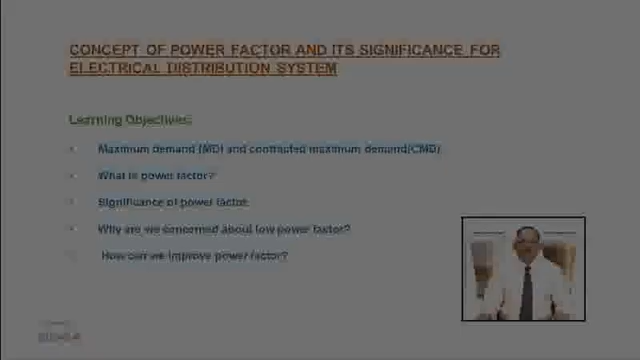 CONCEPT OF POWER FACTOR AND ITS SIGNIFICANCE FOR
ELECTRICAL DISTRIBUTION SYSTEM
Learning Objectives:
Maximum demand (MD) and contracted maximum demand(CMD)
What is power factor?
Significance of power factor
Why are we concerned about low power factor?
How can we improve power factor?